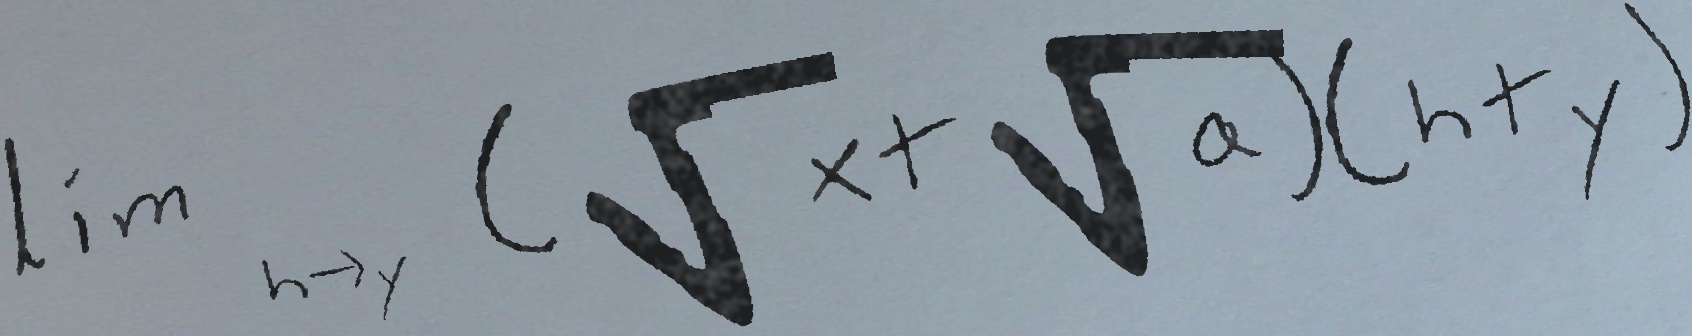 lim h→y (√x + √a)(h + y)